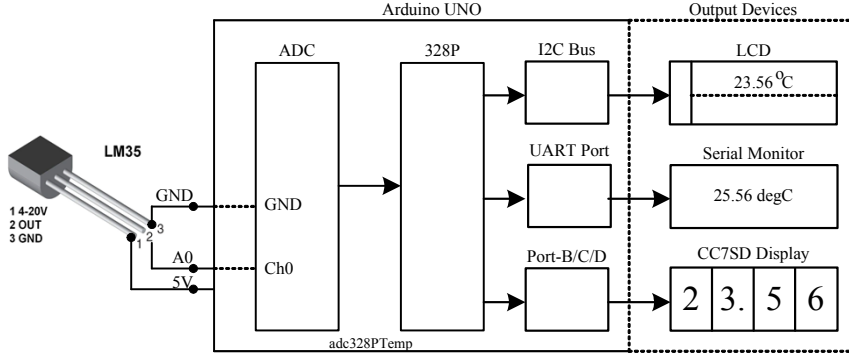 Arduino UNO
Output Devices
ADC
328P
I2C Bus
LCD
23.56 °C
LM35
UART Port
Serial Monitor
25.56 degC
1 4-20V
2 OUT
3 GND
GND
GND
3
2
1
A0
Ch0
5V
Port-B/C/D
CC7SD Display
2 3. 5 6
adc328PTemp